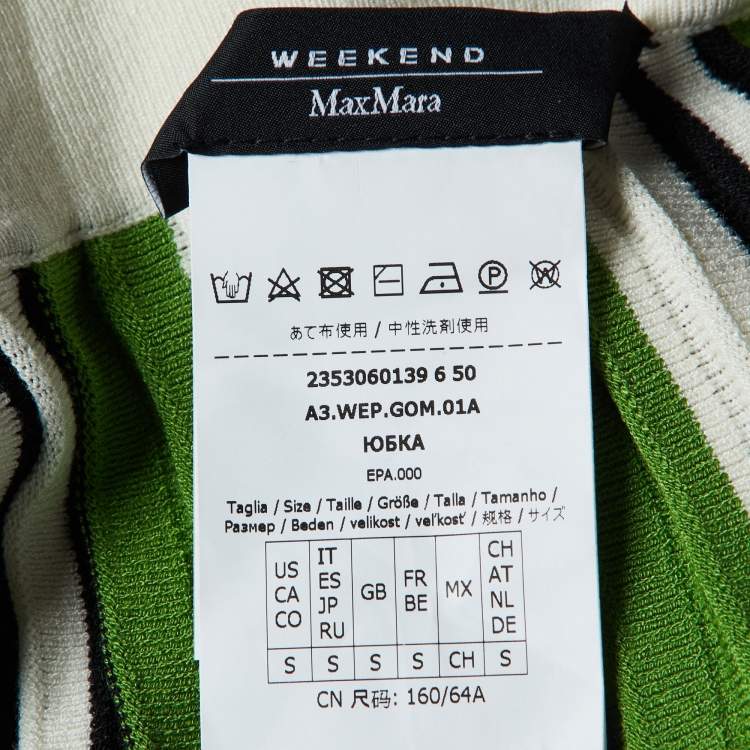 WEEKEND
MaxMara
P
W
あて布使用 / 中性洗剤使用
2353060139 6 50
A3.WEP.GOM.01A
ЮБКА
EPA.000
Taglia / Size / Taille / Größe / Talla / Tamanho /
Размер / Beden / velikost / veľkosť / 规格 / サイズ
US CA CO
IT ES JP RU
GB
FR BE
MX
CH AT NL DE
S S S S CH S
CN 尺码: 160/64A